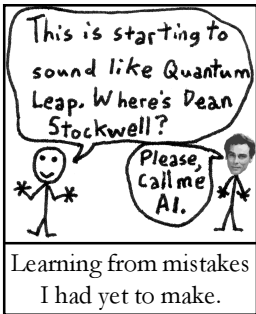 This is starting to
sound like Quantum
Leap. Where's Dean
Stockwell?
Please,
call me
Al.
Learning from mistakes
I had yet to make.